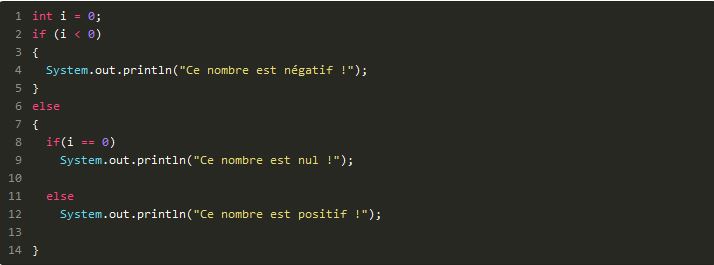 1 int i = 0;
2 if (i < 0)
3 {
4   System.out.println("Ce nombre est négatif !");
5 }
6 else
7 {
8   if(i == 0)
9     System.out.println("Ce nombre est nul !");
10
11   else
12     System.out.println("Ce nombre est positif !");
13
14 }